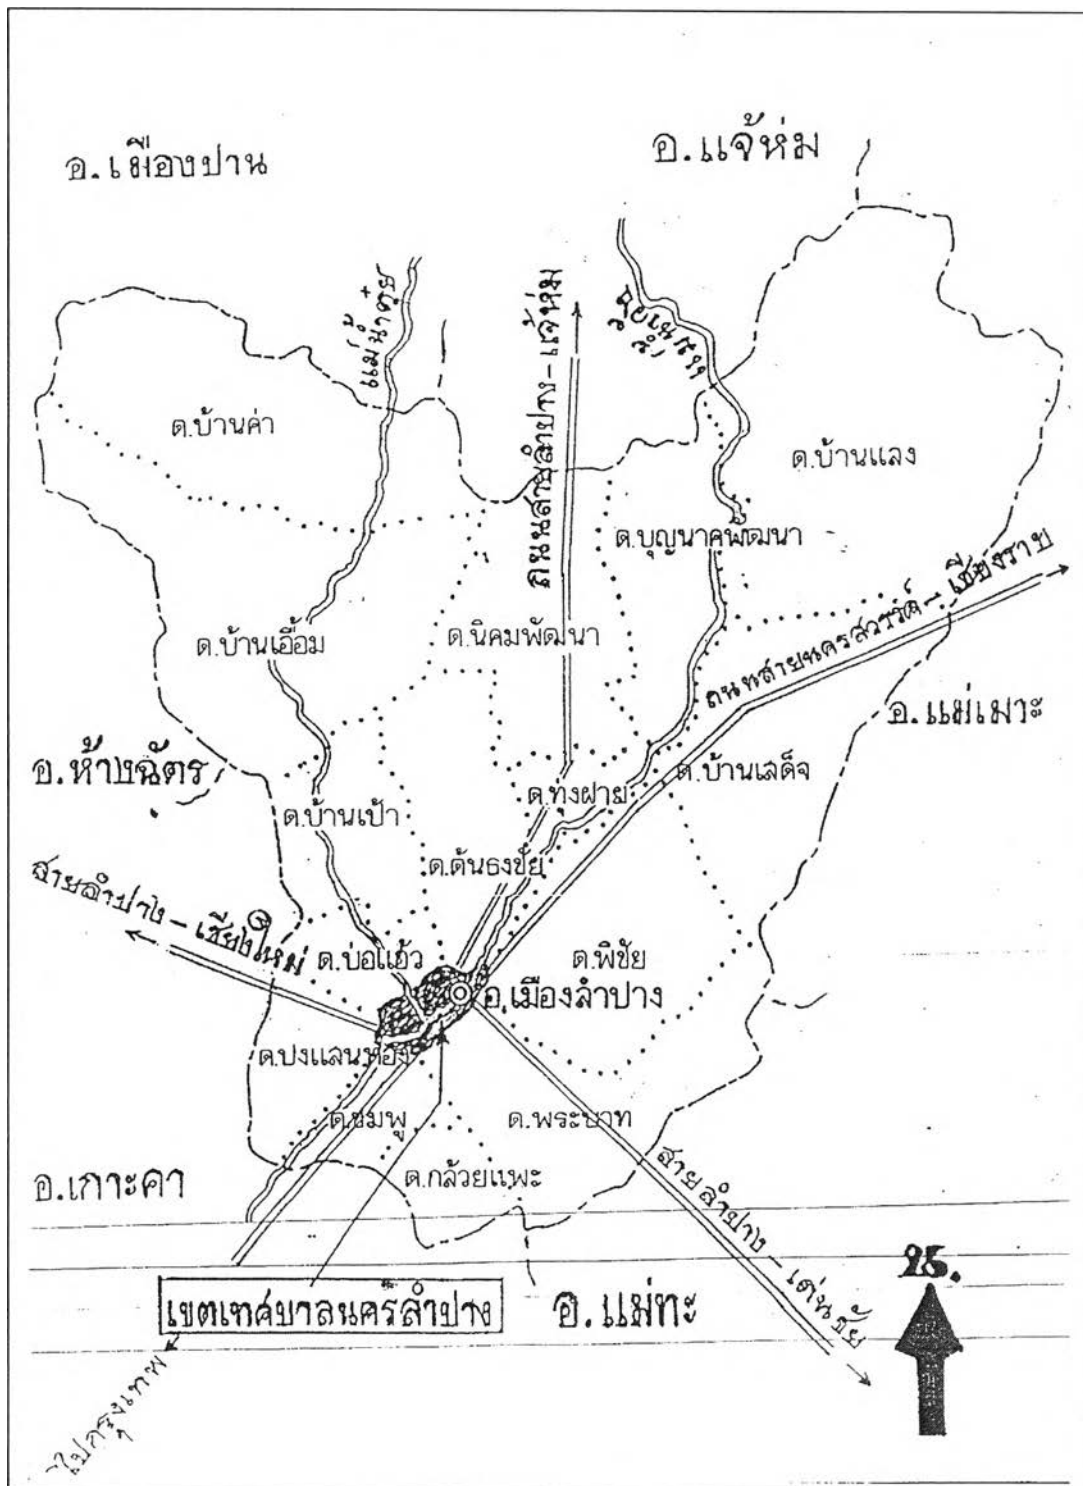 อ.เมืองปาน
อ.แจ้ห่ม
แม่น้ำตุ๋ย
ถนนสายลำปาง-แจ้ห่ม
ต.บ้านค่า
ต.บ้านแลง
ต.บุญนาคพัฒนา
ถนนสายนครสวรรค์-เชียงราย
ต.บ้านเอื้อม
ต.นิคมพัฒนา
อ.แม่เมาะ
อ.ห้างฉัตร
ต.บ้านเสด็จ
ต.บ้านเป้า
ต.ทุ่งฝาย
ต.ต้นธงชัย
สายลำปาง-เชียงใหม่
ต.บ่อแฮ้ว
ต.พิชัย
อ.เมืองลำปาง
ต.ปงแสนทอง
ต.ชมพู
ต.พระบาท
อ.เกาะคา
ต.กล้วยแพะ
สายลำปาง-เด่นชัย
เขตเทศบาลนครลำปาง
อ.แม่ทะ
น.
ไปกรุงเทพฯ